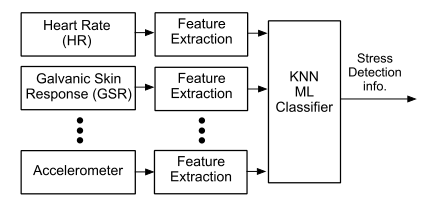 Heart Rate
(HR)
Feature
Extraction
Galvanic Skin
Response (GSR)
Feature
Extraction
Accelerometer
Feature
Extraction
KNN
ML
Classifier
Stress
Detection
info.